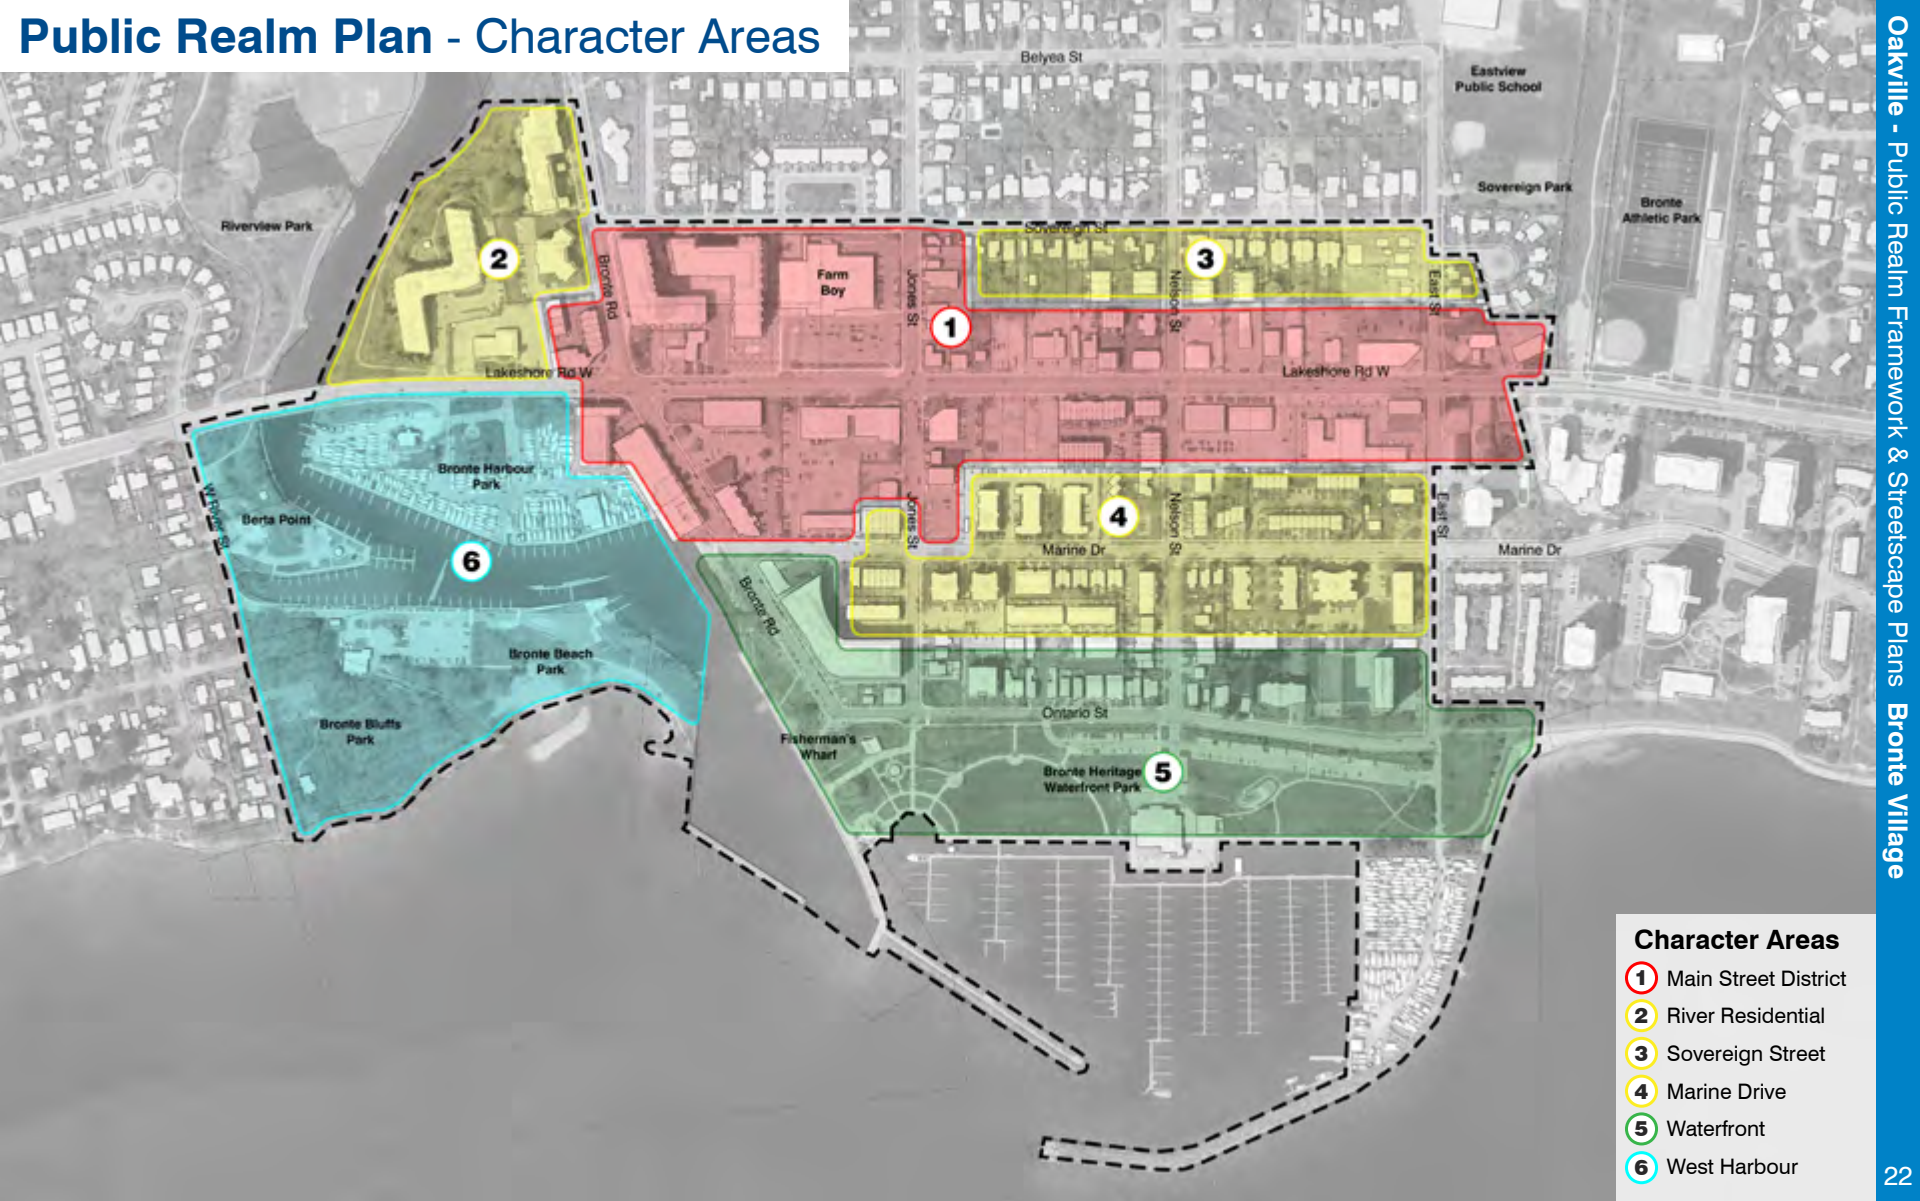 Public Realm Plan - Character Areas
Belyea St
Eastview
Public School
Riverview Park
Sovereign Park
Bronte
Athletic Park
Sovereign St
2
3
Bronte Rd
Farm
Boy
Jones St
Nelson St
East St
1
Lakeshore Rd W
Lakeshore Rd W
Bronte Harbour
Park
W River St
Berta Point
6
Jones St
4
Nelson St
East St
Marine Dr
Marine Dr
Bronte Rd
Bronte Beach
Park
Bronte Bluffs
Park
Ontario St
Fisherman's
Wharf
Bronte Heritage
Waterfront Park
5
Character Areas
1 Main Street District
2 River Residential
3 Sovereign Street
4 Marine Drive
5 Waterfront
6 West Harbour
Oakville - Public Realm Framework & Streetscape Plans Bronte Village
22